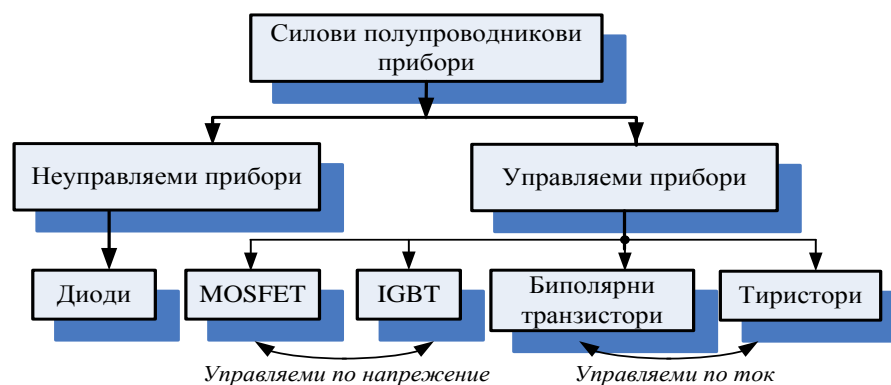 Силови полупроводникови
прибори
Неуправляеми прибори
Управляеми прибори
Диоди
MOSFET
IGBT
Биполярни
транзистори
Тиристори
Управляеми по напрежение
Управляеми по ток